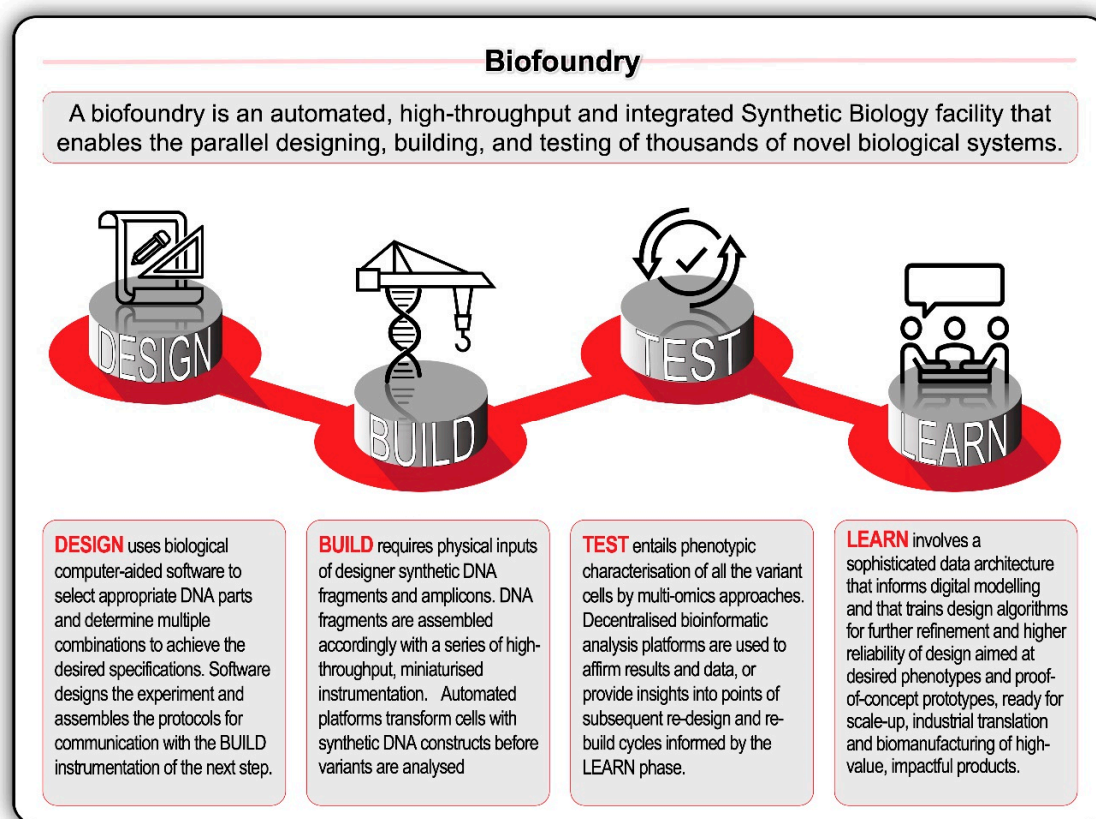 Biofoundry
A biofoundry is an automated, high-throughput and integrated Synthetic Biology facility that
enables the parallel designing, building, and testing of thousands of novel biological systems.
DESIGN
BUILD
TEST
LEARN
DESIGN uses biological
computer-aided software to
select appropriate DNA parts
and determine multiple
combinations to achieve the
desired specifications. Software
designs the experiment and
assembles the protocols for
communication with the BUILD
instrumentation of the next step.
BUILD requires physical inputs
of designer synthetic DNA
fragments and amplicons. DNA
fragments are assembled
accordingly with a series of high-
throughput, miniaturised
instrumentation. Automated
platforms transform cells with
synthetic DNA constructs before
variants are analysed
TEST entails phenotypic
characterisation of all the variant
cells by multi-omics approaches.
Decentralised bioinformatic
analysis platforms are used to
affirm results and data, or
provide insights into points of
subsequent re-design and re-
build cycles informed by the
LEARN phase.
LEARN involves a
sophisticated data architecture
that informs digital modelling
and that trains design algorithms
for further refinement and higher
reliability of design aimed at
desired phenotypes and proof-
of-concept prototypes, ready for
scale-up, industrial translation
and biomanufacturing of high-
value, impactful products.